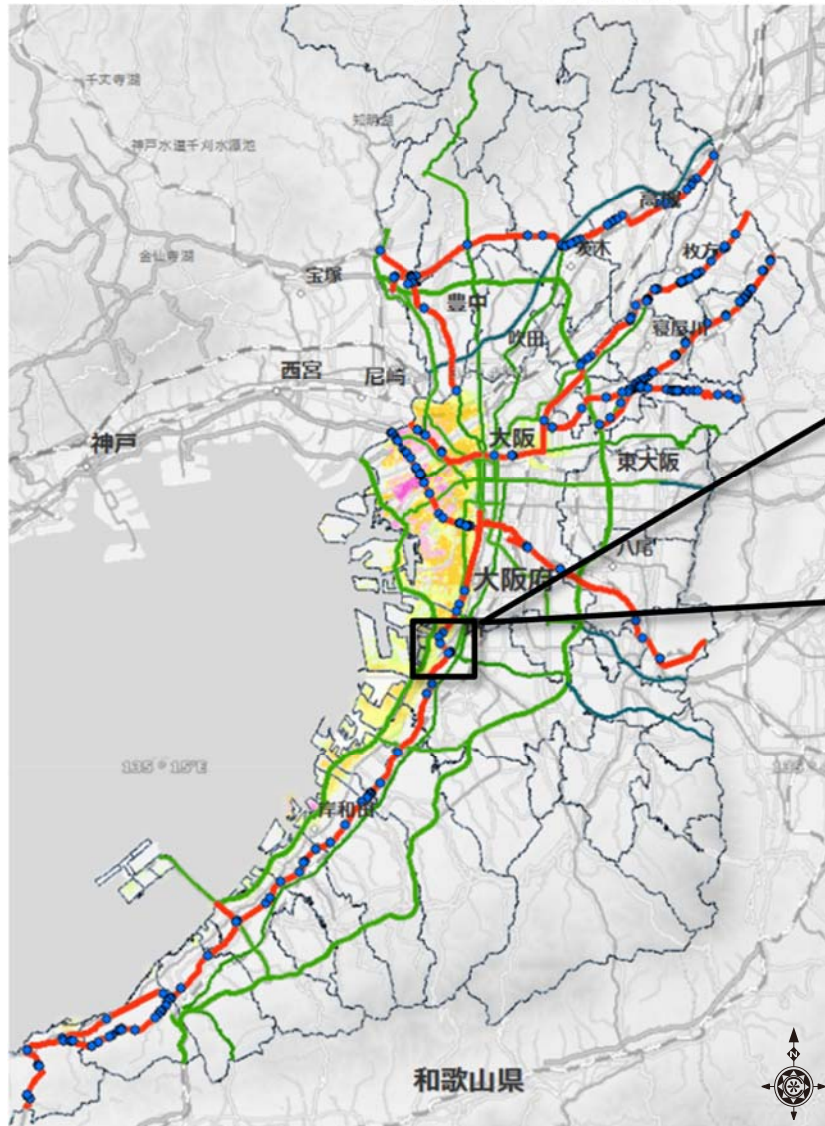 千丈寺湖
知明湖
神戸水道千刈水源池
高槻
金仙寺湖
茨木
枚方
宝塚
豊中
寝屋川
吹田
西宮
尼崎
神戸
大阪
東大阪
八尾
大阪府
135°15'E
135°
岸和田
和歌山県
N